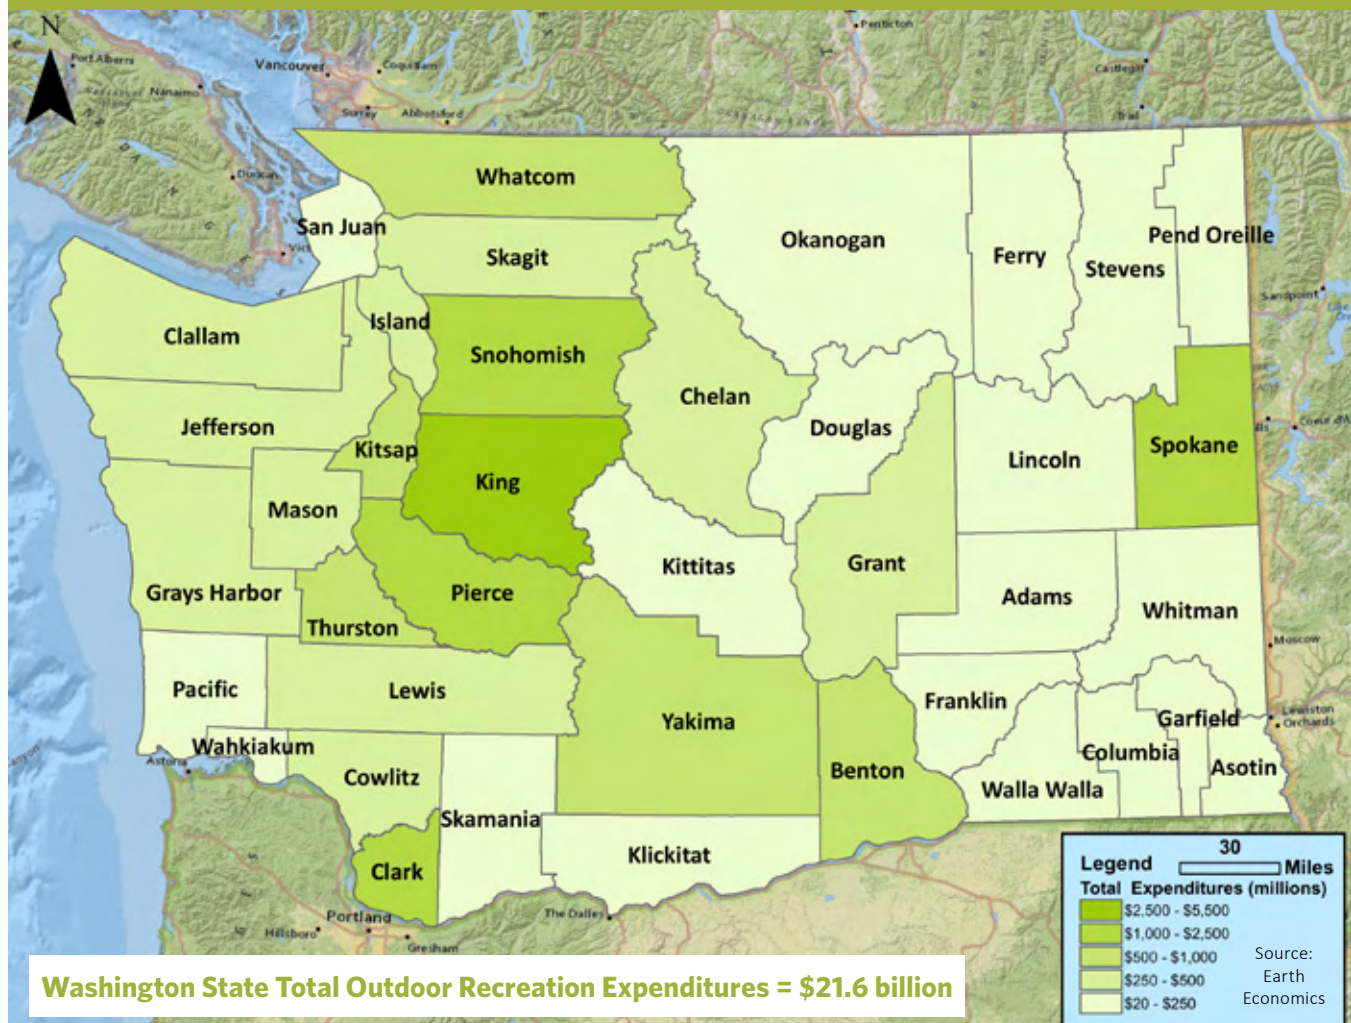 N
Penticton
Port Alberni
Vancouver
Coquitlam
Castlegar
Nanaimo
Surrey
Abbotsford
Trail
Duncan
Whatcom
San Juan
Vict
Skagit
Okanogan
Ferry
Stevens
Pend Oreille
Sandpoint
Clallam
Island
Snohomish
Chelan
Jefferson
Kitsap
Douglas
Lincoln
Spokane
lls
Coeur d'A
King
Mason
Kittitas
Grant
Grays Harbor
Pierce
Adams
Whitman
Thurston
Moscow
Pacific
Lewis
Yakima
Franklin
Garfield
Lewiston
Orchards
Wahkiakum
Astoria
Cowlitz
Benton
Columbia
Asotin
Walla Walla
Skamania
Klickitat
Clark
Portland
The Dalles
Hillsboro
Gresham
30
Legend
Miles
Total Expenditures (millions)
$2,500 - $5,500
$1,000 - $2,500
$500 - $1,000
$250 - $500
$20 - $250
Source:
Earth
Economics
Washington State Total Outdoor Recreation Expenditures = $21.6 billion